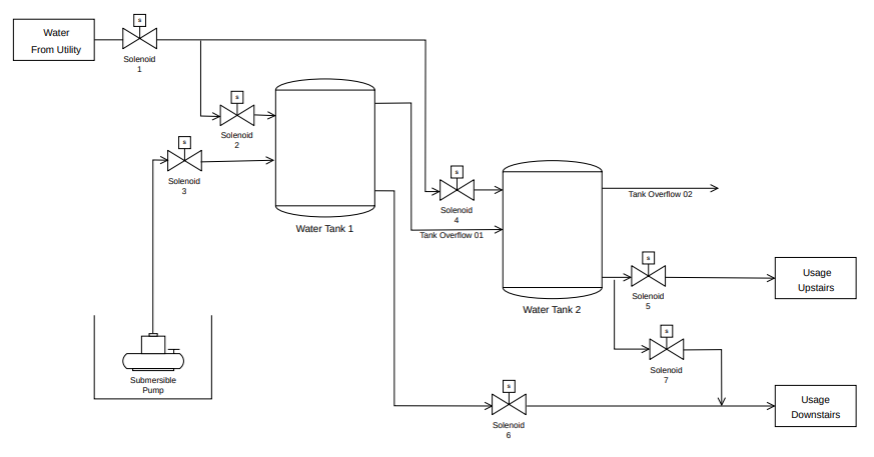 s
Water
From Utility
Solenoid
1
s
Solenoid
2
s
Solenoid
3
Water Tank 1
s
Solenoid
4
Tank Overflow 01
Tank Overflow 02
Water Tank 2
s
Solenoid
5
Usage
Upstairs
s
Solenoid
7
Submersible
Pump
s
Solenoid
6
Usage
Downstairs